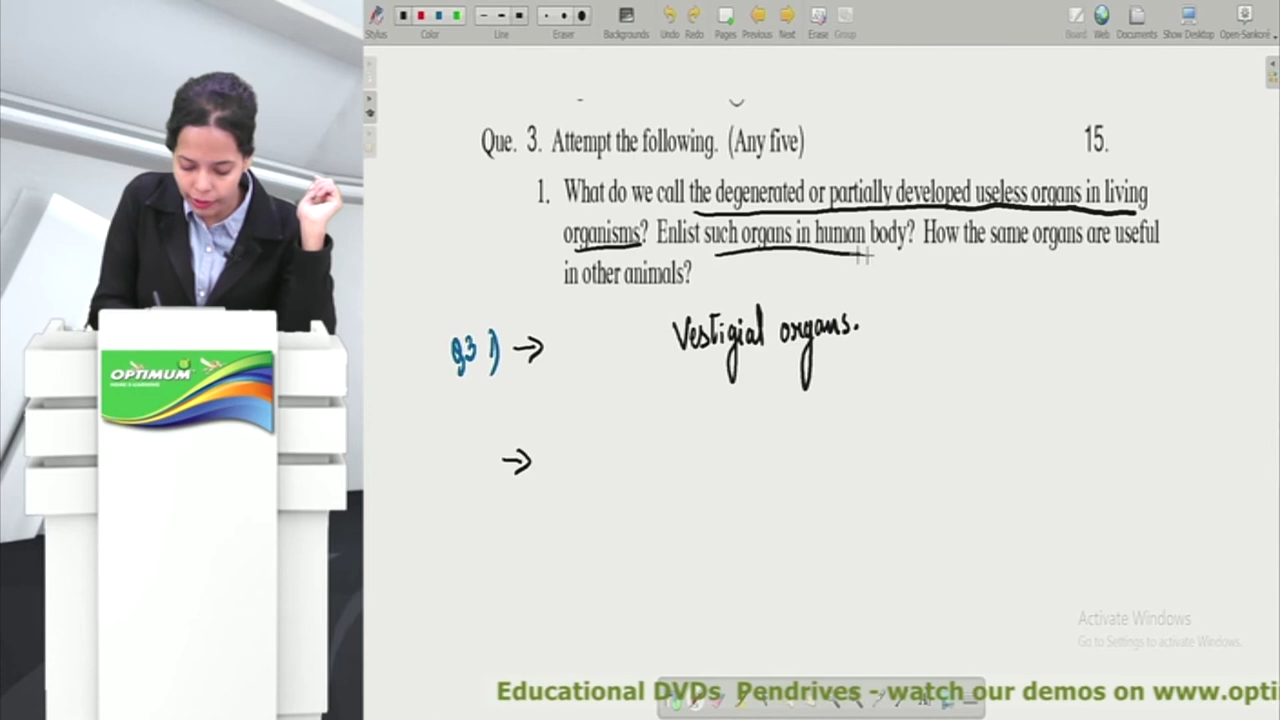 Stylus
Color
Line
Eraser
Backgrounds
Undo
Redo
Pages
Previous
Next
Erase
Group
Board
Web
Documents
Show Desktop
Open-Sankoré
Que. 3. Attempt the following. (Any five) 15.
1. What do we call the degenerated or partially developed useless organs in living
organisms? Enlist such organs in human body? How the same organs are useful
in other animals?
Q3 1) → Vestigial organs.
→
OPTIMUM
Activate Windows
Go to Settings to activate Windows.
Educational DVDs Pendrives - watch our demos on www.opti